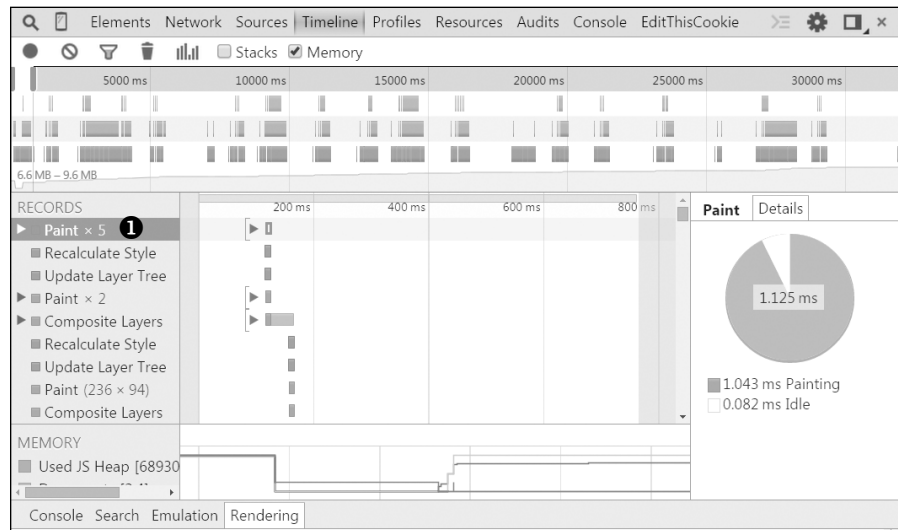 Elements Network Sources Timeline Profiles Resources Audits Console EditThisCookie
Stacks Memory
5000 ms 10000 ms 15000 ms 20000 ms 25000 ms 30000 ms
6.6 MB – 9.6 MB
RECORDS 200 ms 400 ms 600 ms 800 ms Paint Details
Paint × 5 ❶
Recalculate Style
Update Layer Tree
Paint × 2
1.125 ms
Composite Layers
Recalculate Style
Update Layer Tree
1.043 ms Painting
Paint (236 × 94)
0.082 ms Idle
Composite Layers
MEMORY
Used JS Heap [68930
Console Search Emulation Rendering